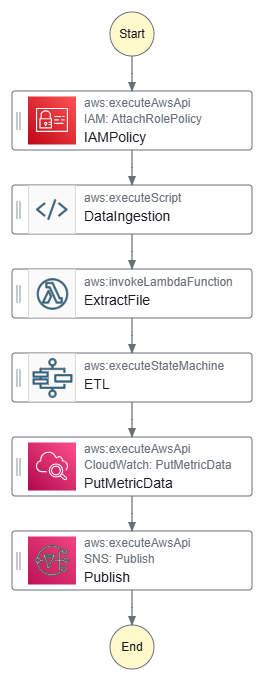 Start
aws:executeAwsApi
IAM: AttachRolePolicy
IAMPolicy
aws:executeScript
</>
DataIngestion
aws:invokeLambdaFunction
ExtractFile
aws:executeStateMachine
ETL
aws:executeAwsApi
CloudWatch: PutMetricData
PutMetricData
aws:executeAwsApi
SNS: Publish
Publish
End